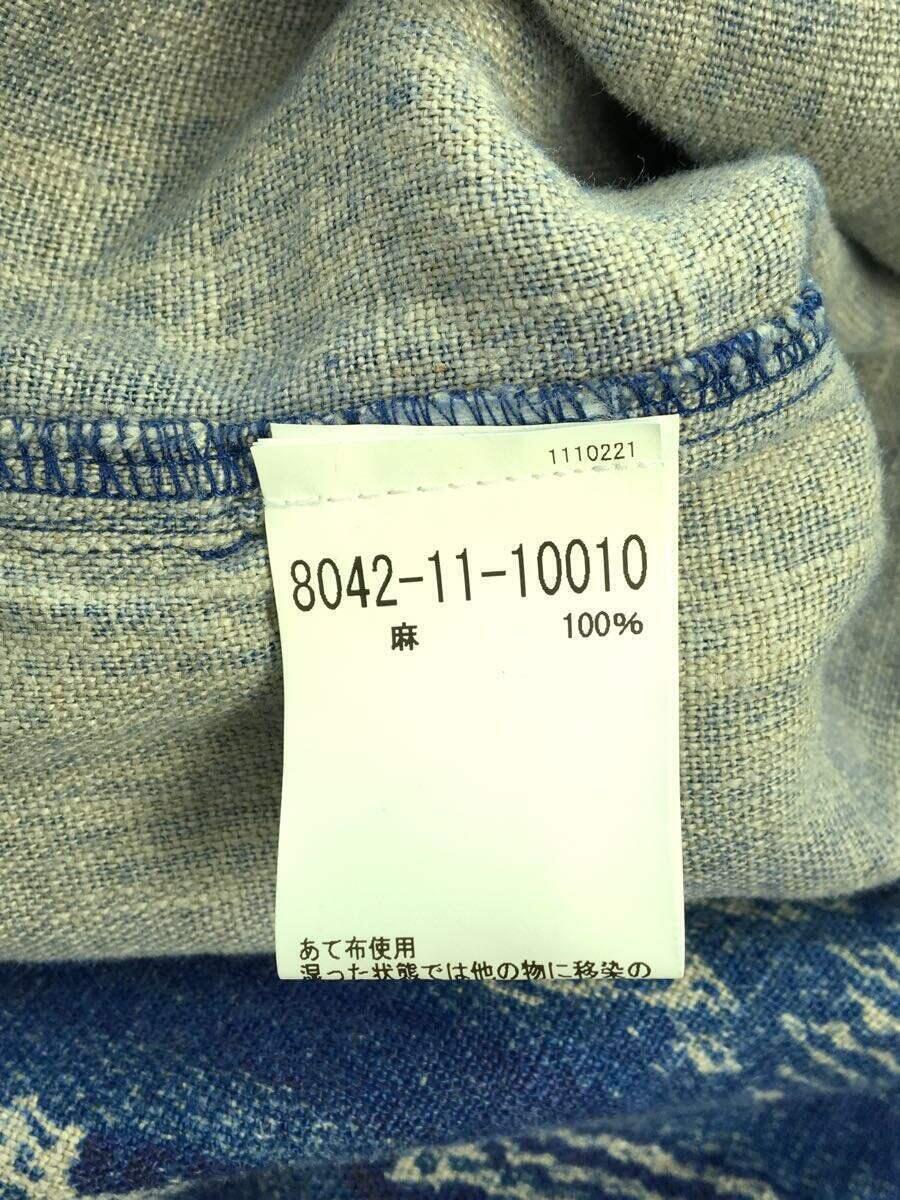 1110221
8042-11-10010
麻 100%
あて布使用
湿った状態では他の物に移染の